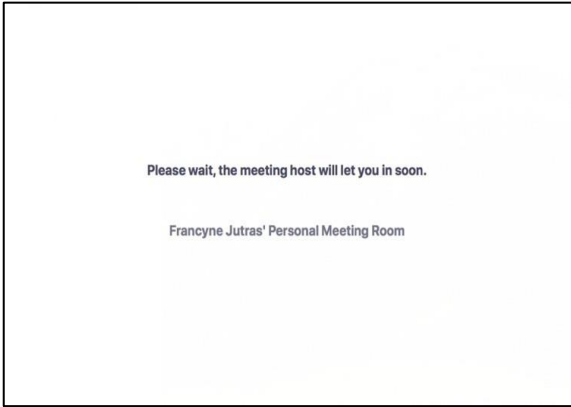 Please wait, the meeting host will let you in soon.
Francyne Jutras' Personal Meeting Room